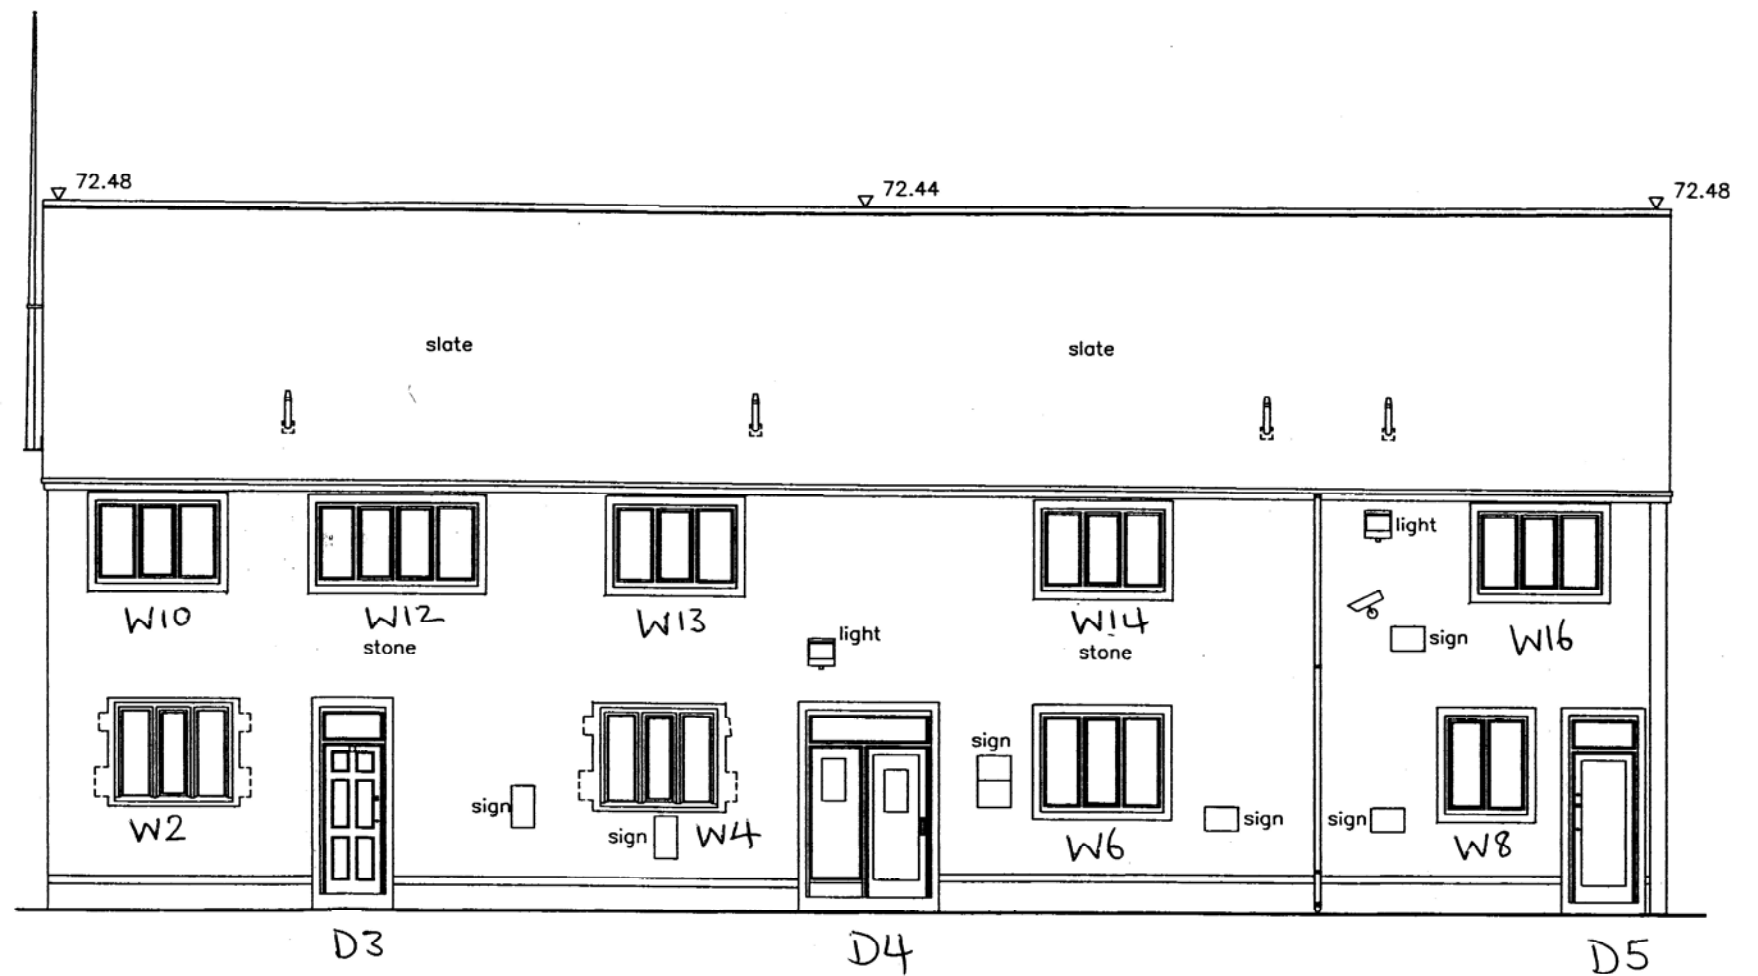 72.48
72.44
72.48
slate
slate
light
W10
W12
W13
W14
W16
stone
light
stone
sign
sign
sign
sign
sign
sign
W2
W4
W6
W8
D3
D4
D5